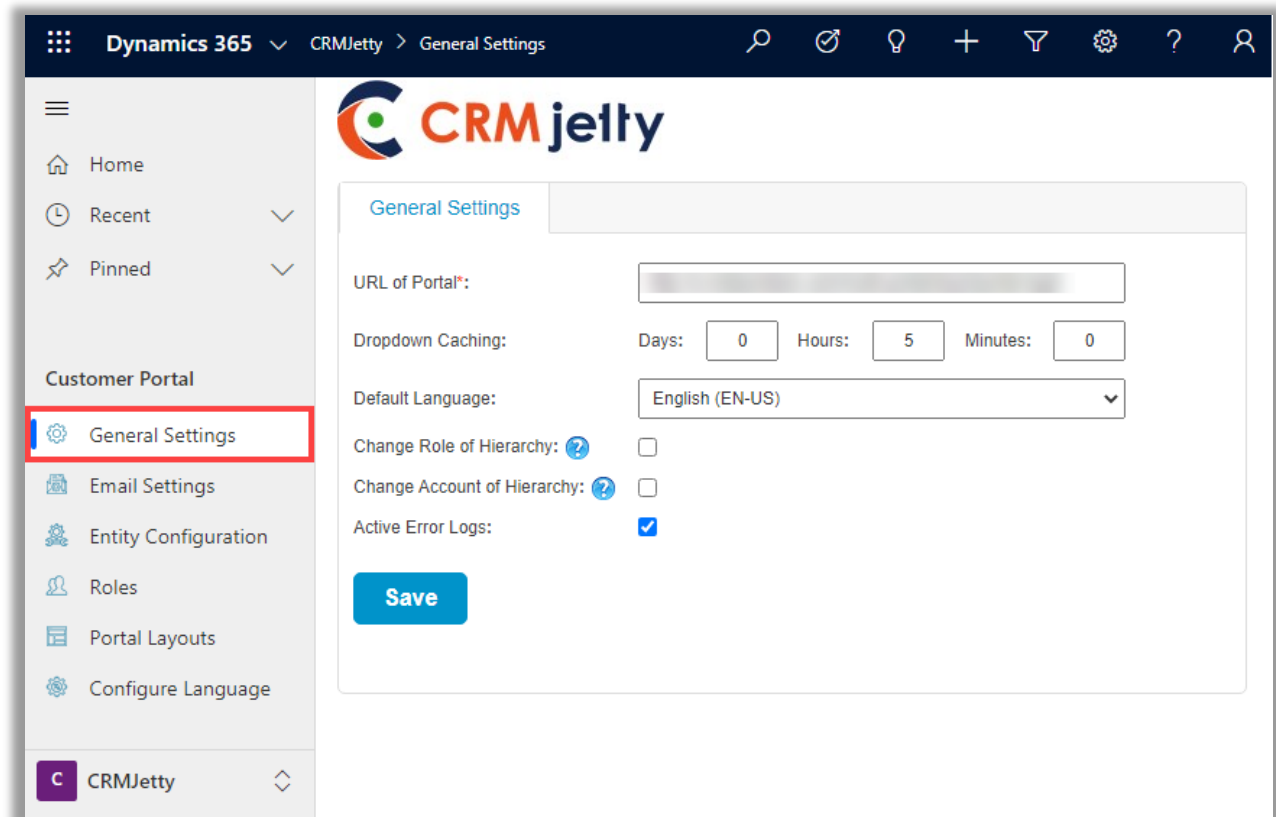 Dynamics 365 CRMJetty > General Settings
CRMjetty
Home
Recent
Pinned
Customer Portal
General Settings
Email Settings
Entity Configuration
Roles
Portal Layouts
Configure Language
C CRMJetty
General Settings
URL of Portal*:
Dropdown Caching: Days: 0 Hours: 5 Minutes: 0
Default Language: English (EN-US)
Change Role of Hierarchy: ?
Change Account of Hierarchy: ?
Active Error Logs:
Save